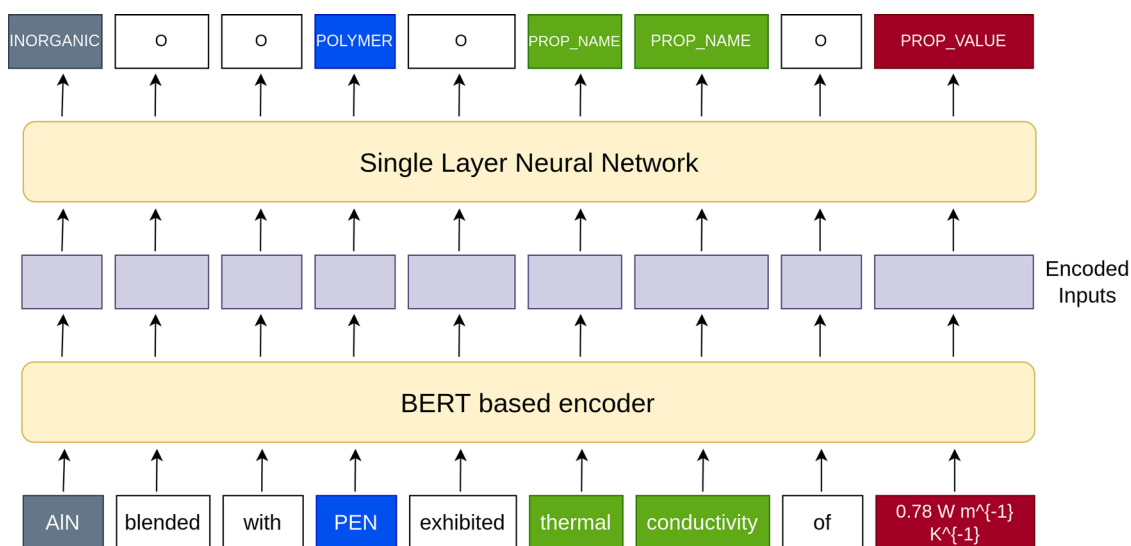 INORGANIC O O POLYMER O PROP_NAME PROP_NAME O PROP_VALUE
Single Layer Neural Network
Encoded
Inputs
BERT based encoder
AlN blended with PEN exhibited thermal conductivity of 0.78 W m^{-1}
K^{-1}